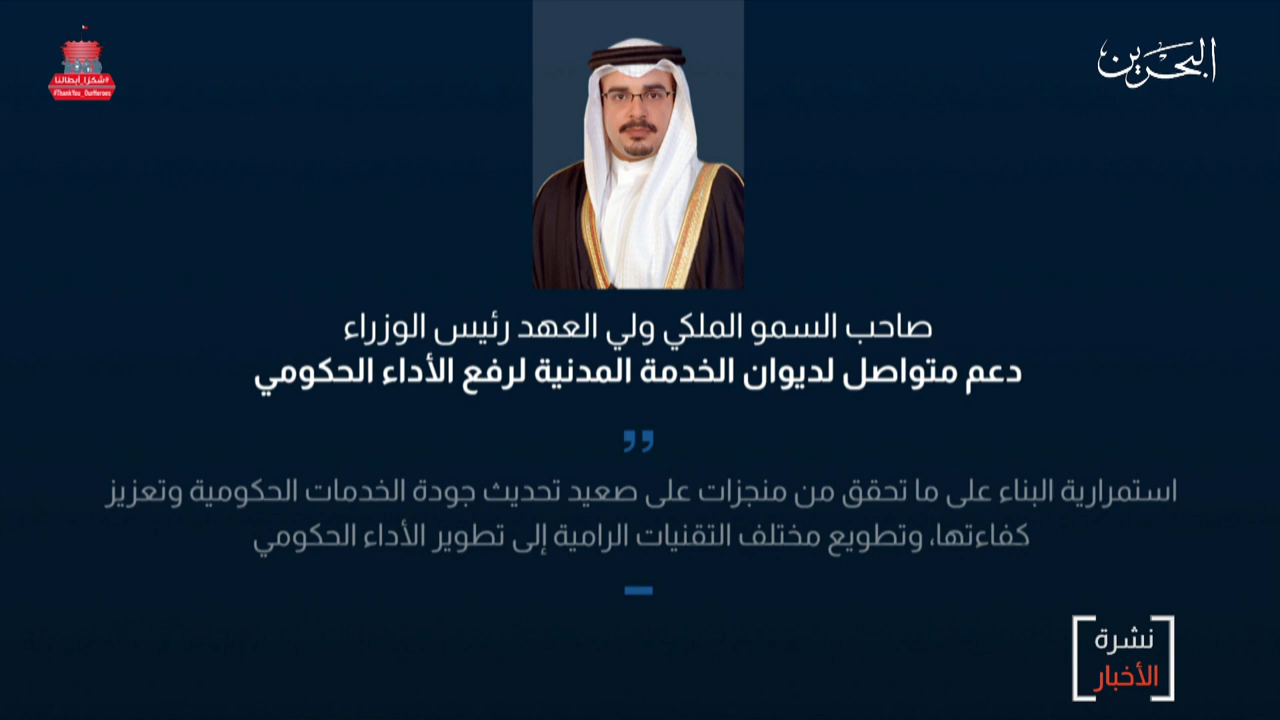 البحرين
#شكرا_أبطالنا
#ThankYou_OurHeroes
صاحب السمو الملكي ولي العهد رئيس الوزراء
دعم متواصل لديوان الخدمة المدنية لرفع الأداء الحكومي
استمرارية البناء على ما تحقق من منجزات على صعيد تحديث جودة الخدمات الحكومية وتعزيز
كفاءتها، وتطويع مختلف التقنيات الرامية إلى تطوير الأداء الحكومي
نشرة
الأخبار